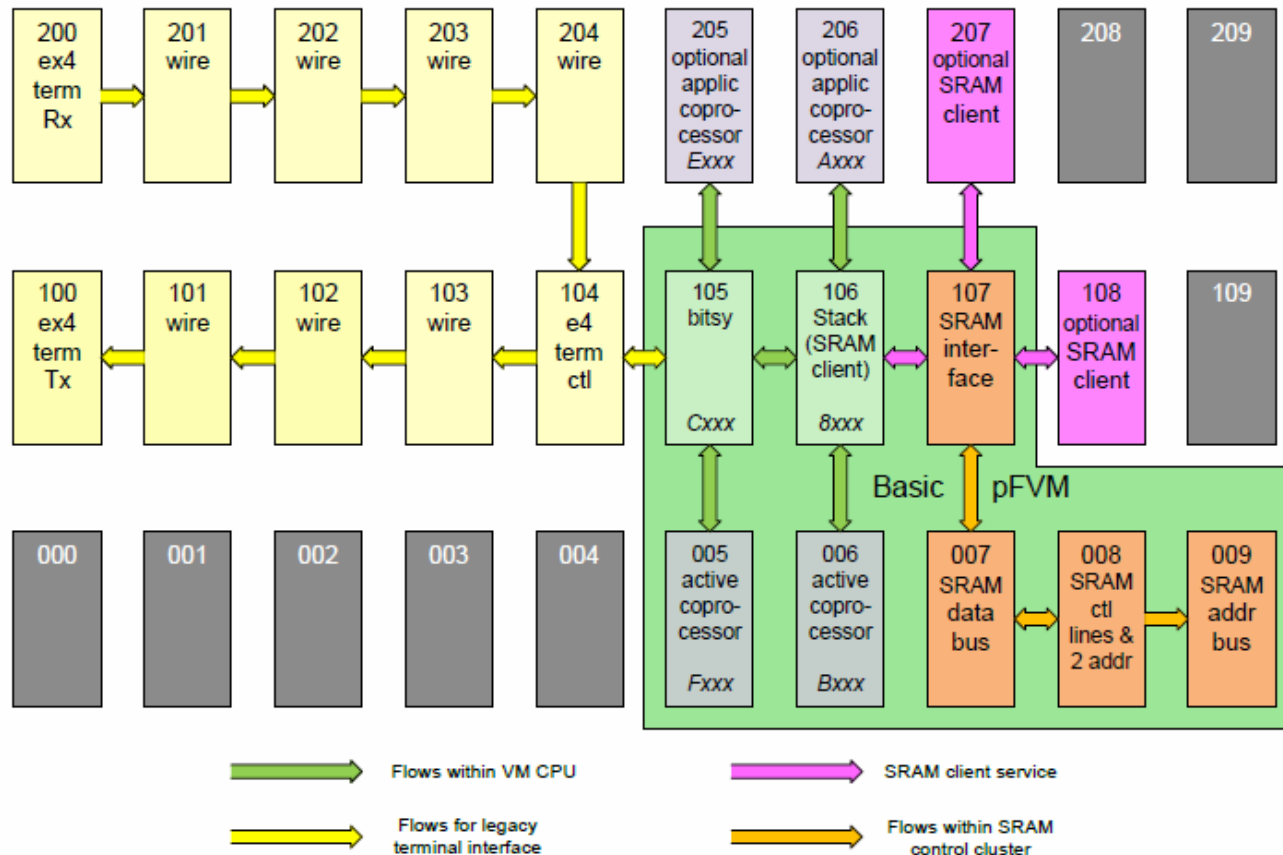 200
ex4
term
Rx
201
wire
202
wire
203
wire
204
wire
205
optional
applic
copro-
cessor
Exxx
206
optional
applic
copro-
cessor
Axxx
207
optional
SRAM
client
208
209
100
ex4
term
Tx
101
wire
102
wire
103
wire
104
e4
term
ctl
105
bitsy
Cxxx
106
Stack
(SRAM
client)
8xxx
107
SRAM
inter-
face
108
optional
SRAM
client
109
Basic pFVM
000
001
002
003
004
005
active
copro-
cessor
Fxxx
006
active
copro-
cessor
Bxxx
007
SRAM
data
bus
008
SRAM
ctl
lines &
2 addr
009
SRAM
addr
bus
Flows within VM CPU
SRAM client service
Flows for legacy
terminal interface
Flows within SRAM
control cluster